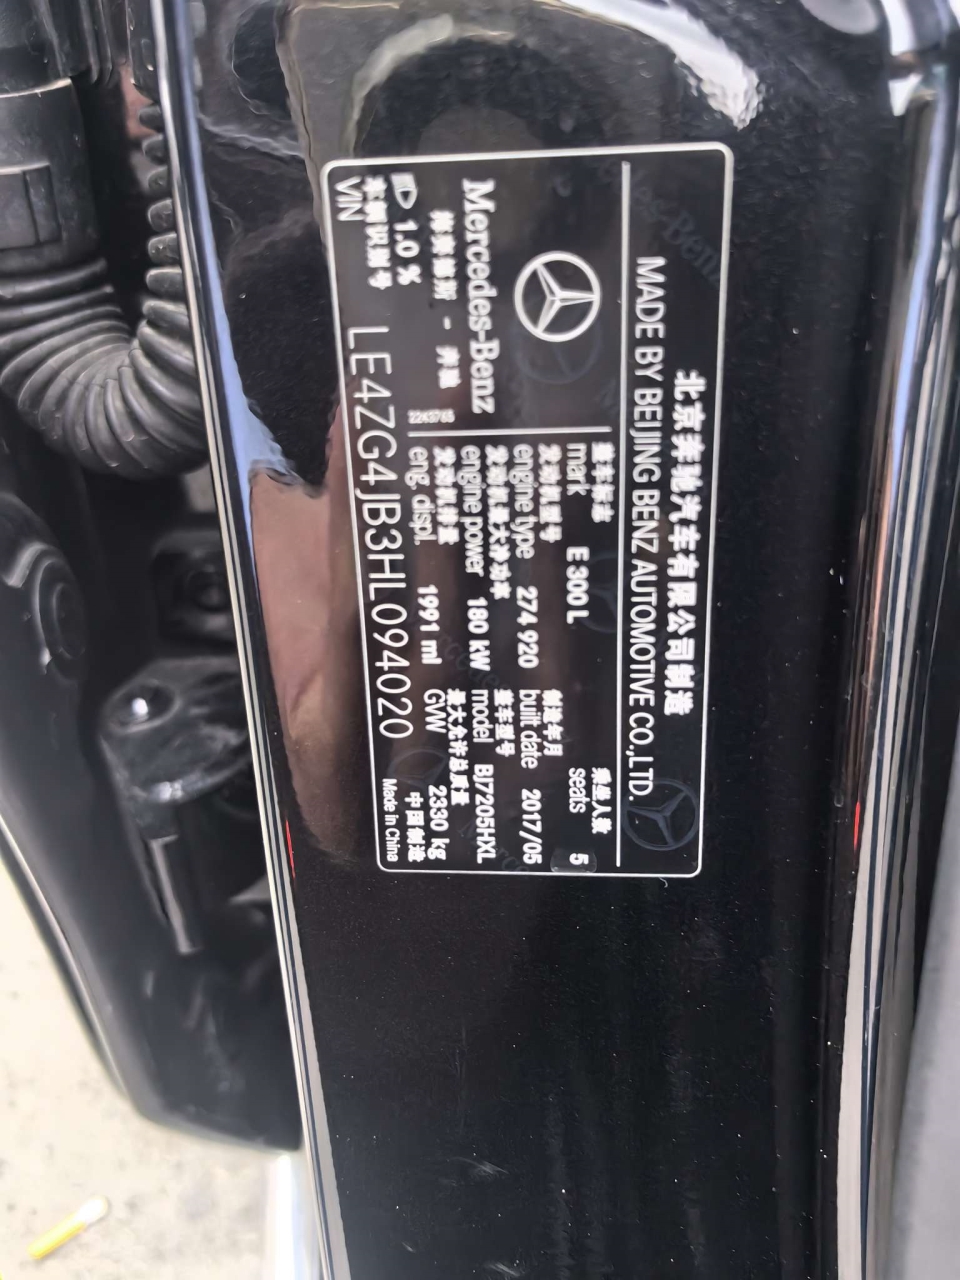 北京奔驰汽车有限公司制造
MADE BY BEIJING BENZ AUTOMOTIVE CO.,LTD.
Mercedes-Benz
梅赛德斯 - 奔驰
2243765
1.0 %
整车标志
mark E 300 L
乘坐人数
seats 5
发动机型号
engine type 274 920
制造年月
built date 2017/05
发动机最大净功率
engine power 180 kW
整车型号
model BJ7205HXL
发动机排量
eng. displ. 1991 ml
最大允许总质量
GVW 2330 kg
车辆识别号
VIN LE4ZG4JB3HL094020
中国制造
Made in China